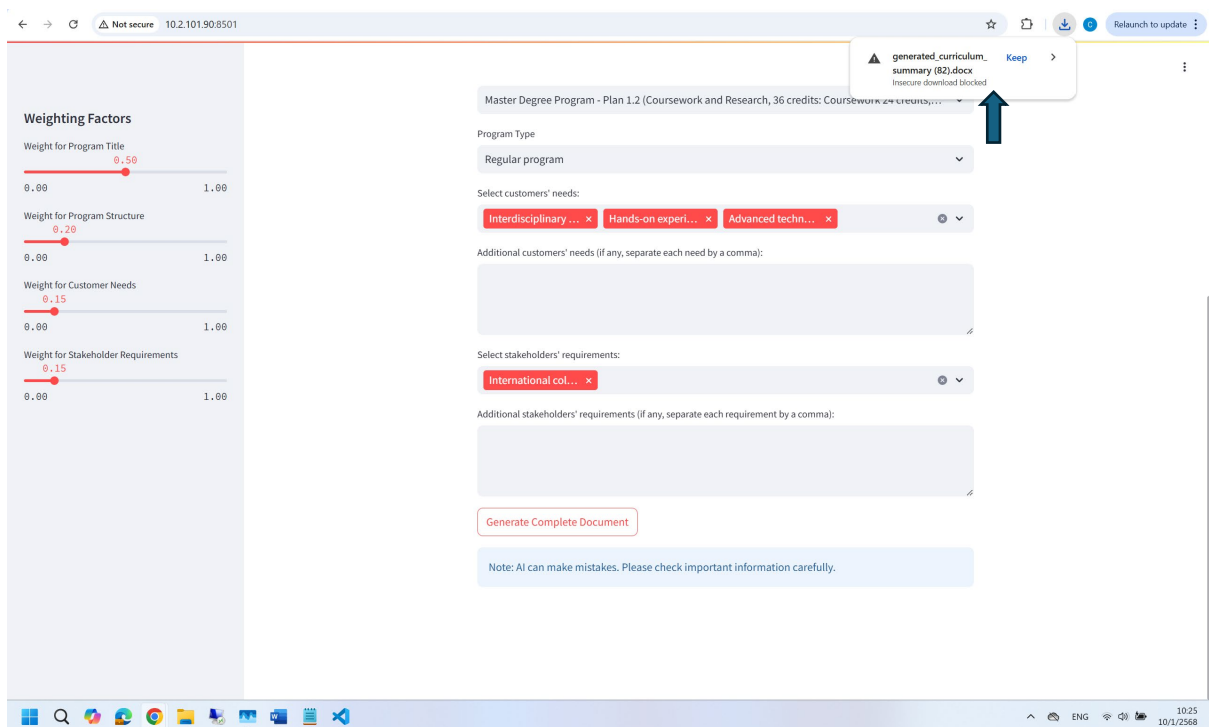 Not secure
10.2.101.90:8501
Relaunch to update
generated_curriculum_
summary (82).docx
Insecure download blocked
Keep
Weighting Factors
Weight for Program Title
0.50
0.00 1.00
Weight for Program Structure
0.20
0.00 1.00
Weight for Customer Needs
0.15
0.00 1.00
Weight for Stakeholder Requirements
0.15
0.00 1.00
Master Degree Program - Plan 1.2 (Coursework and Research, 36 credits: Coursework 24 credits,...
Program Type
Regular program
Select customers' needs:
Interdisciplinary ... × Hands-on experi... × Advanced techn... ×
Additional customers' needs (if any, separate each need by a comma):
Select stakeholders' requirements:
International col... ×
Additional stakeholders' requirements (if any, separate each requirement by a comma):
Generate Complete Document
Note: AI can make mistakes. Please check important information carefully.
ENG
10:25
10/1/2568